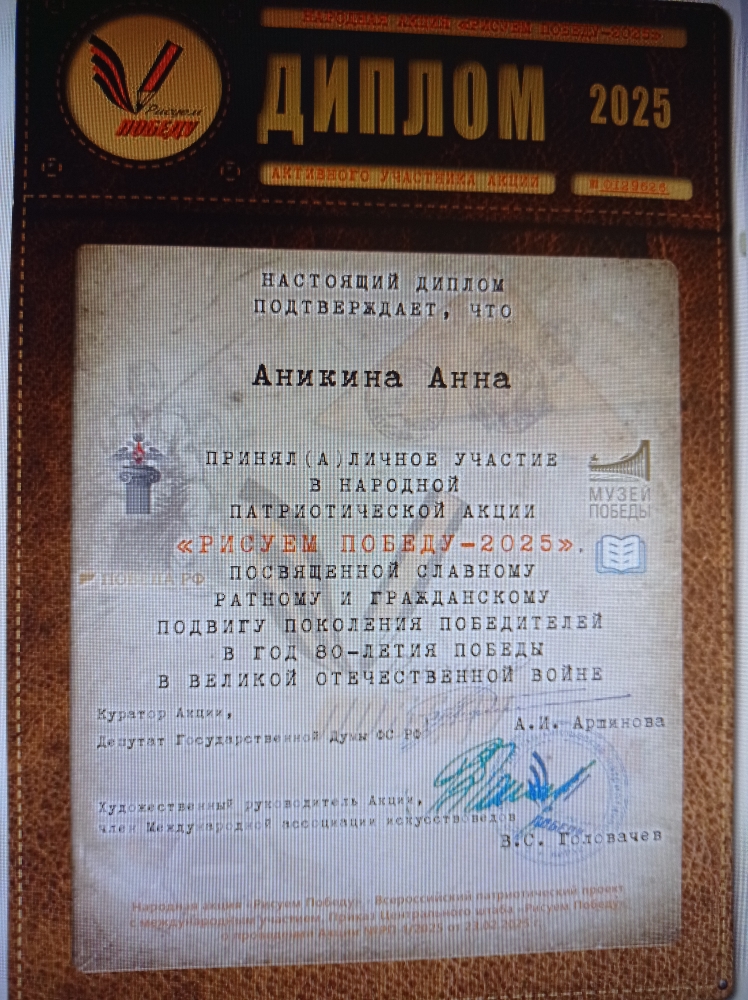 НАРОДНАЯ АКЦИЯ «РИСУЕМ ПОБЕДУ-2025»
Рисуем
ПОБЕДУ
ДИПЛОМ
2025
АКТИВНОГО УЧАСТНИКА АКЦИИ
НАСТОЯЩИЙ ДИПЛОМ
ПОДТВЕРЖДАЕТ, ЧТО
Аникина Анна
ПРИНЯЛ(А)ЛИЧНОЕ УЧАСТИЕ
В НАРОДНОЙ
ПАТРИОТИЧЕСКОЙ АКЦИИ
«РИСУЕМ ПОБЕДУ-2025»,
МУЗЕЙ
ПОБЕДЫ
ПОБЕДА РФ
ПОСВЯЩЕННОЙ СЛАВНОМУ
РАТНОМУ И ГРАЖДАНСКОМУ
ПОДВИГУ ПОКОЛЕНИЯ ПОБЕДИТЕЛЕЙ
В ГОД 80-ЛЕТИЯ ПОБЕДЫ
В ВЕЛИКОЙ ОТЕЧЕСТВЕННОЙ ВОЙНЕ
Куратор Акции,
Депутат Государственной Думы ФС РФ
А.И. Аршинова
Художественный руководитель Акции,
член Международной ассоциации искусствоведов
В.С. Головачев
Народная акция «Рисуем Победу» - Всероссийский патриотический проект
с международным участием. Приказ Центрального штаба «Рисуем Победу»
о проведении Акции